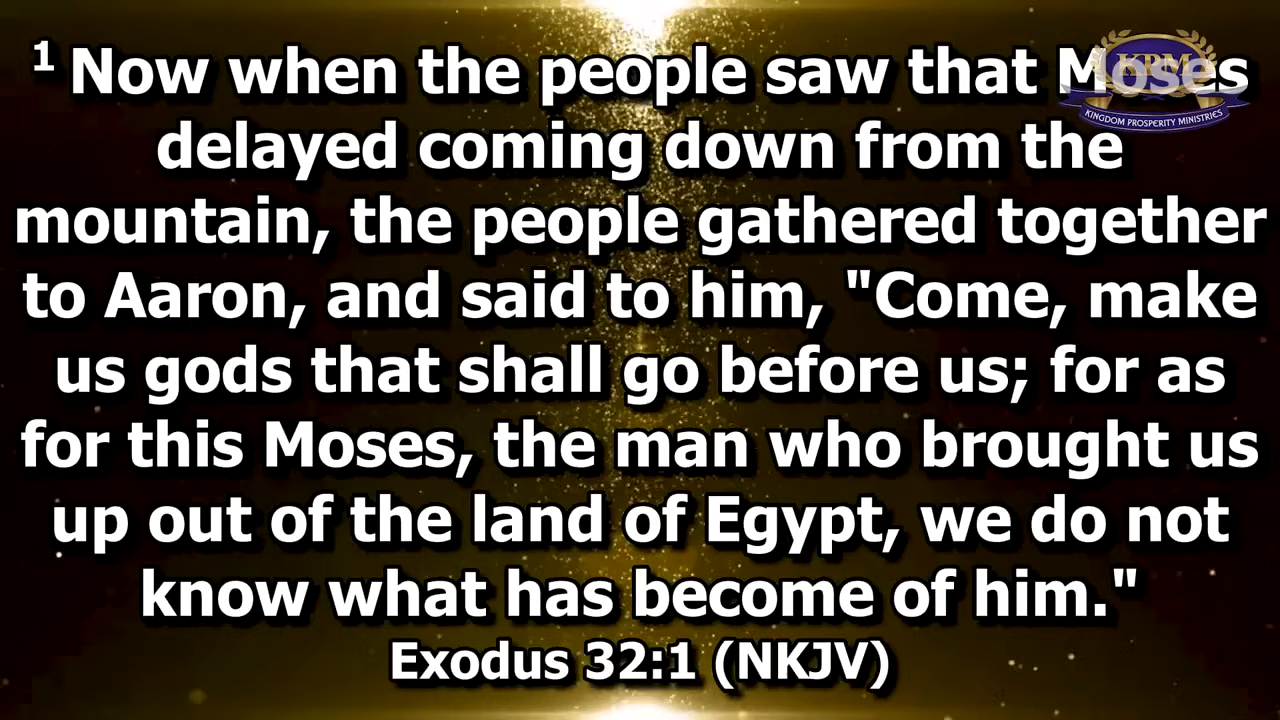 1 Now when the people saw that Moses
delayed coming down from the
mountain, the people gathered together
to Aaron, and said to him, "Come, make
us gods that shall go before us; for as
for this Moses, the man who brought us
up out of the land of Egypt, we do not
know what has become of him."
Exodus 32:1 (NKJV)
KPM
KINGDOM PROSPERITY MINISTRIES